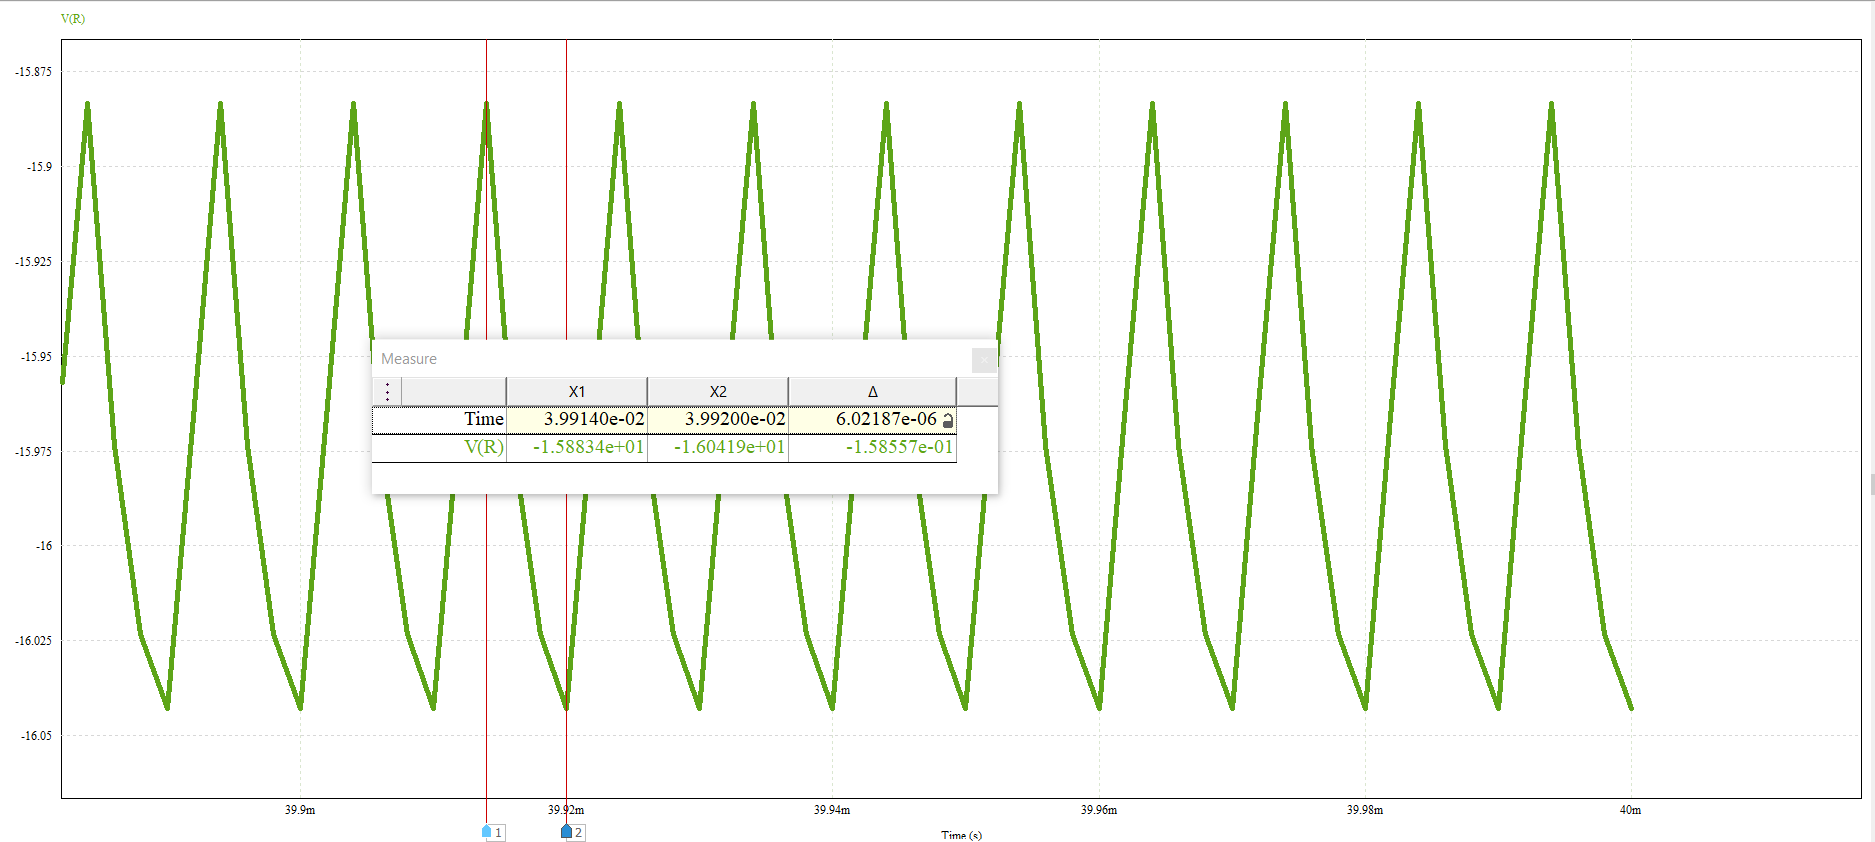 V(R)
-15.875
-15.9
-15.925
-15.95
-15.975
-16
-16.025
-16.05
Measure
X1 X2 Δ
Time 3.99140e-02 3.99200e-02 6.02187e-06
V(R) -1.58834e+01 -1.60419e+01 -1.58557e-01
39.9m 39.92m 39.94m 39.96m 39.98m 40m
1 2
Time (s)